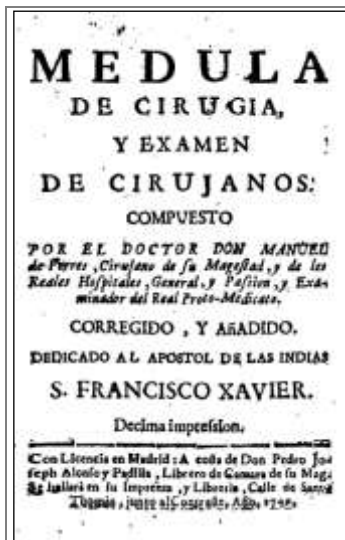 MEDULA
DE CIRUGIA,
Y EXAMEN
DE CIRUJANOS:
COMPUESTO
POR EL DOCTOR DON MANUEL
de Porres, Cirujano de su Magestad, y de los
Reales Hospitales, General, y Passion, y Exa-
minador del Real Proto-Medicato.
CORREGIDO, Y AñADIDO.
DEDICADO AL APOSTOL DE LAS INDIAS
S. FRANCISCO XAVIER.
Decima impression.
Con Licencia en Madrid: A costa de Don Pedro Jo-
seph Alonso y Padilla, Librero de Camara de su Mag.
Se hallarà en su Imprenta, y Libreria, Calle de Santo
Thomàs, junto al Contraste, Año,